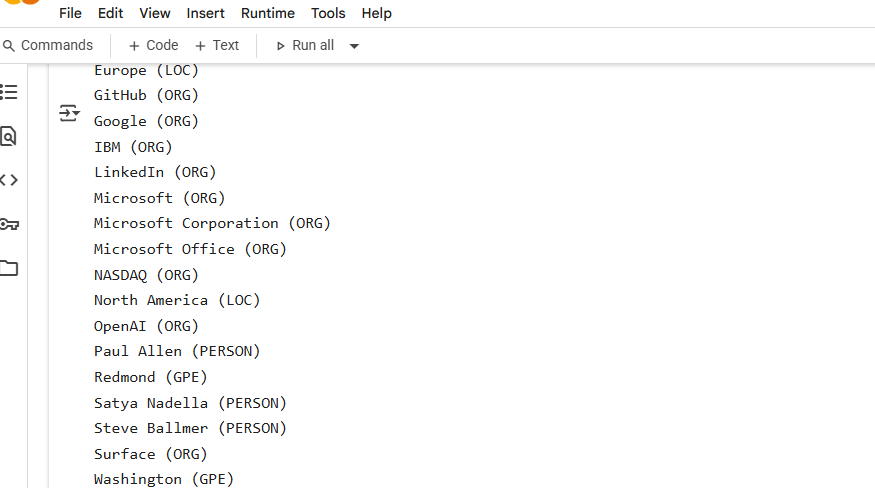 File Edit View Insert Runtime Tools Help
Commands + Code + Text Run all
Europe (LOC)
GitHub (ORG)
Google (ORG)
IBM (ORG)
LinkedIn (ORG)
Microsoft (ORG)
Microsoft Corporation (ORG)
Microsoft Office (ORG)
NASDAQ (ORG)
North America (LOC)
OpenAI (ORG)
Paul Allen (PERSON)
Redmond (GPE)
Satya Nadella (PERSON)
Steve Ballmer (PERSON)
Surface (ORG)
Washington (GPE)